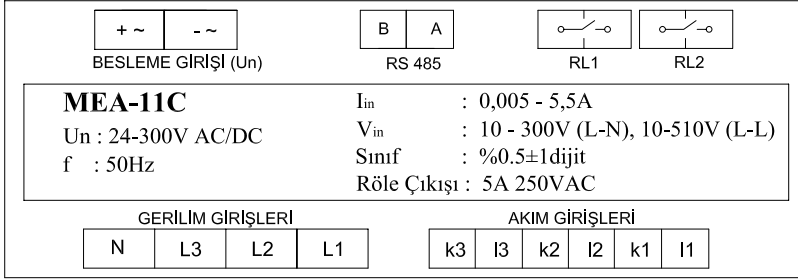 + ~ - ~ B A
BESLEME GİRİŞİ (Un) RS 485 RL1 RL2
MEA-11C
Un : 24-300V AC/DC
f : 50Hz
Iin : 0,005 - 5,5A
Vin : 10 - 300V (L-N), 10-510V (L-L)
Sınıf : %0.5±1dijit
Röle Çıkışı : 5A 250VAC
GERİLİM GİRİŞLERİ
N L3 L2 L1
AKIM GİRİŞLERİ
k3 l3 k2 l2 k1 l1